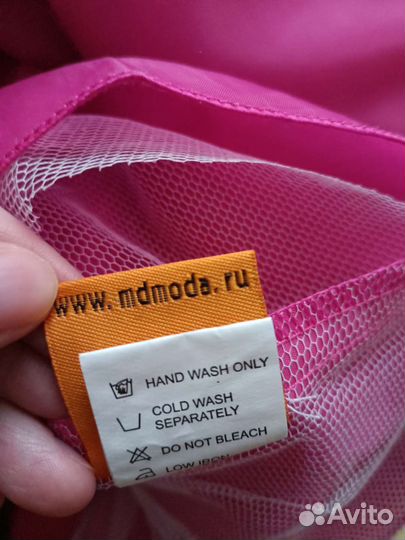 www.mdmoda.ru
HAND WASH ONLY
COLD WASH
SEPARATELY
DO NOT BLEACH
LOW IRON
Avito